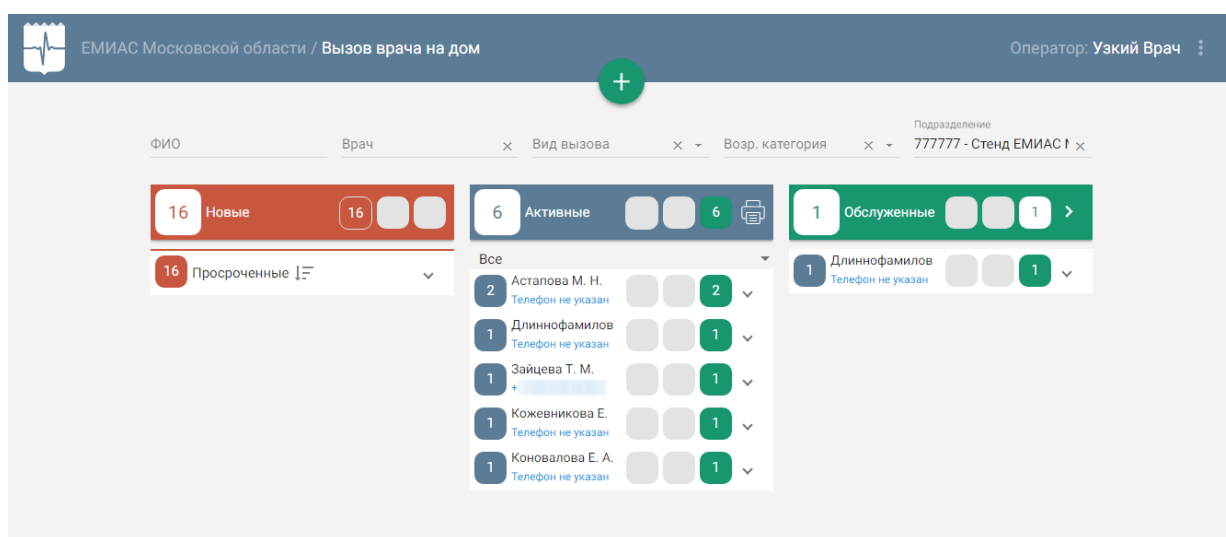 ЕМИАС Московской области / Вызов врача на дом
Оператор: Узкий Врач
+
Подразделение
ФИО
Врач
Вид вызова
Возр. категория
777777 - Стенд ЕМИАС
16 Новые 16
6 Активные 6
1 Обслуженные 1
16 Просроченные
Все
2 Астапова М. Н. 2
Телефон не указан
1 Длиннофамилов 1
Телефон не указан
1 Зайцева Т. М. 1
+
1 Кожевникова Е. 1
Телефон не указан
1 Коновалова Е. А. 1
Телефон не указан
1 Длиннофамилов 1
Телефон не указан